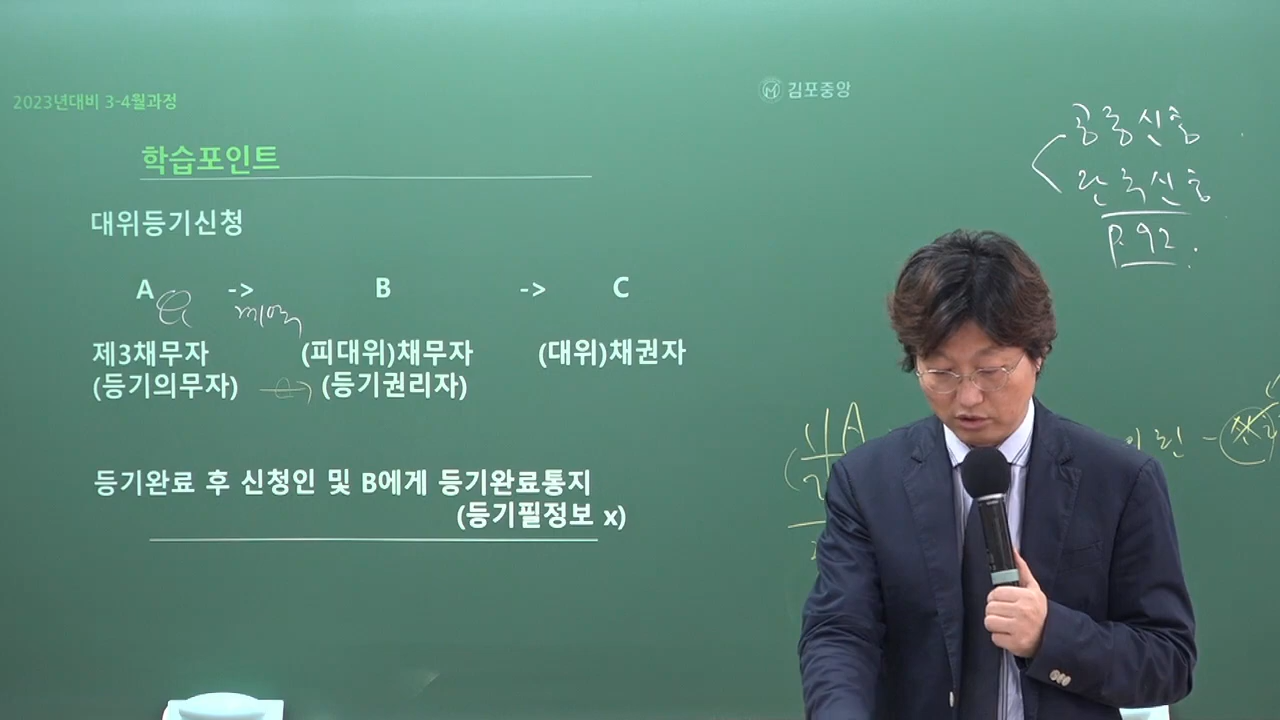 2023년대비 3-4월과정
김포중앙
학습포인트
대위등기신청
A -> B -> C
제3채무자 (피대위)채무자 (대위)채권자
(등기의무자) (등기권리자)
등기완료 후 신청인 및 B에게 등기완료통지
(등기필정보 x)
공동신청
단독신청
P.92.
A